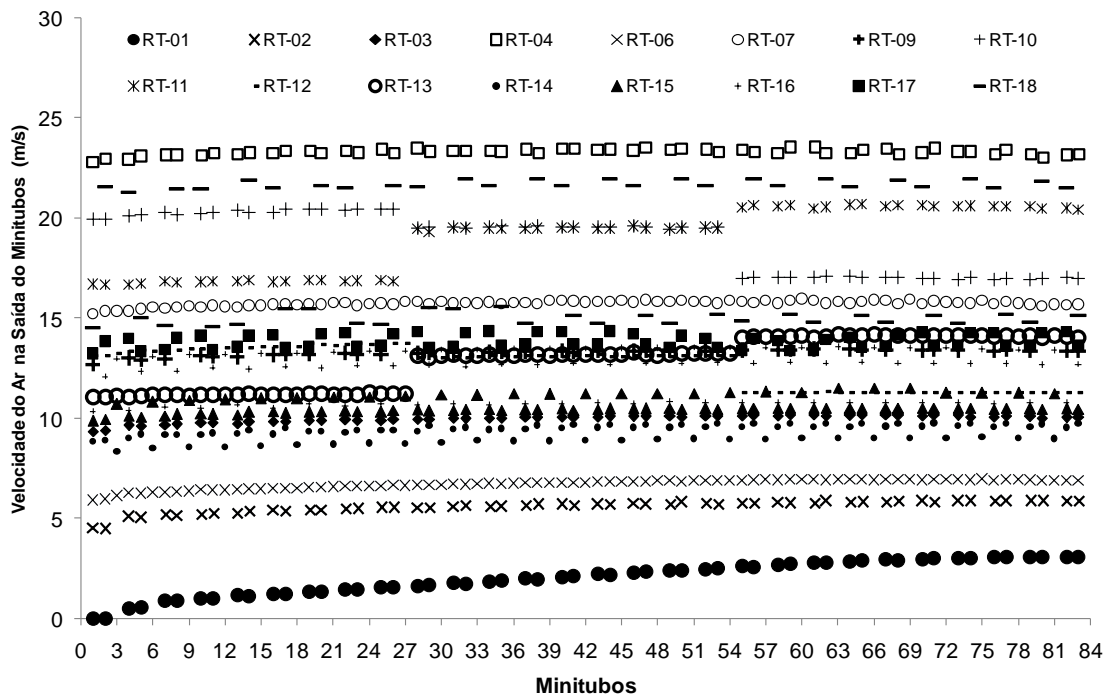 30
25
20
15
10
5
0
Velocidade do Ar na Saída do Minitubos (m/s)
RT-01 RT-02 RT-03 RT-04 RT-06 RT-07 RT-09 RT-10
RT-11 RT-12 RT-13 RT-14 RT-15 RT-16 RT-17 RT-18
0 3 6 9 12 15 18 21 24 27 30 33 36 39 42 45 48 51 54 57 60 63 66 69 72 75 78 81 84
Minitubos